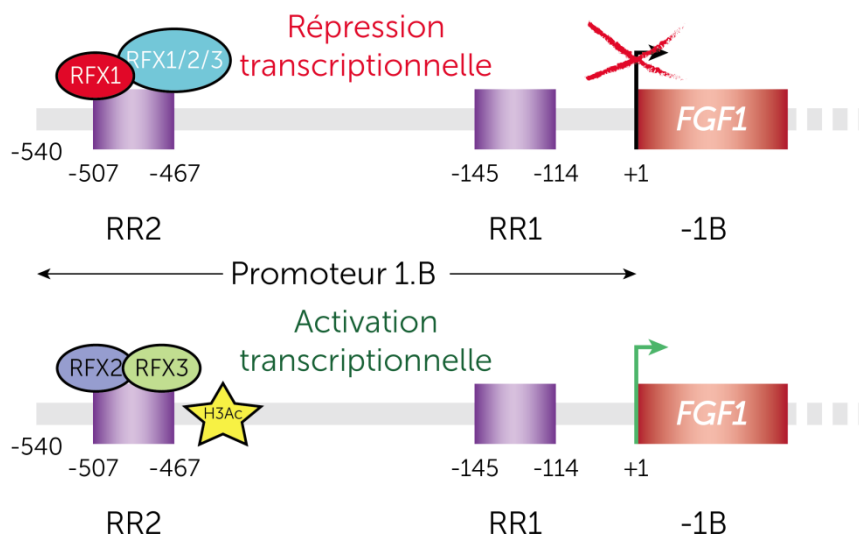 Répression
transcriptionnelle
RFX1 RFX1/2/3
FGF1
-540
-507 -467 -145 -114 +1
RR2 RR1 -1B
Promoteur 1.B
Activation
transcriptionnelle
RFX2 RFX3
H3Ac
FGF1
-540
-507 -467 -145 -114 +1
RR2 RR1 -1B